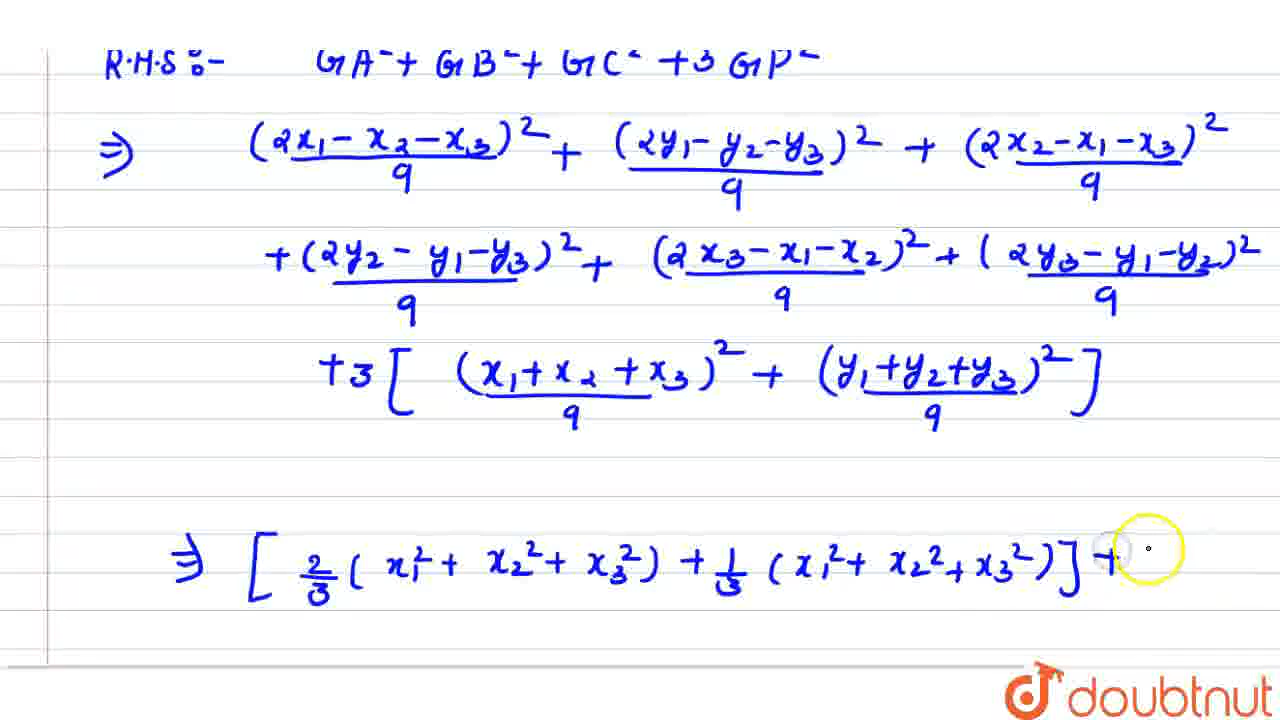 R.H.S :- GA² + GB² + GC² + 3 GP²
⇒ (2x₁ - x₂ - x₃)²/9 + (2y₁ - y₂ - y₃)²/9 + (2x₂ - x₁ - x₃)²/9
+ (2y₂ - y₁ - y₃)²/9 + (2x₃ - x₁ - x₂)²/9 + (2y₃ - y₁ - y₂)²/9
+3 [ (x₁ + x₂ + x₃)²/9 + (y₁ + y₂ + y₃)²/9 ]
⇒ [ 2/3 ( x₁² + x₂² + x₃²) + 1/3 (x₁² + x₂² + x₃²) ] +
doubtnut